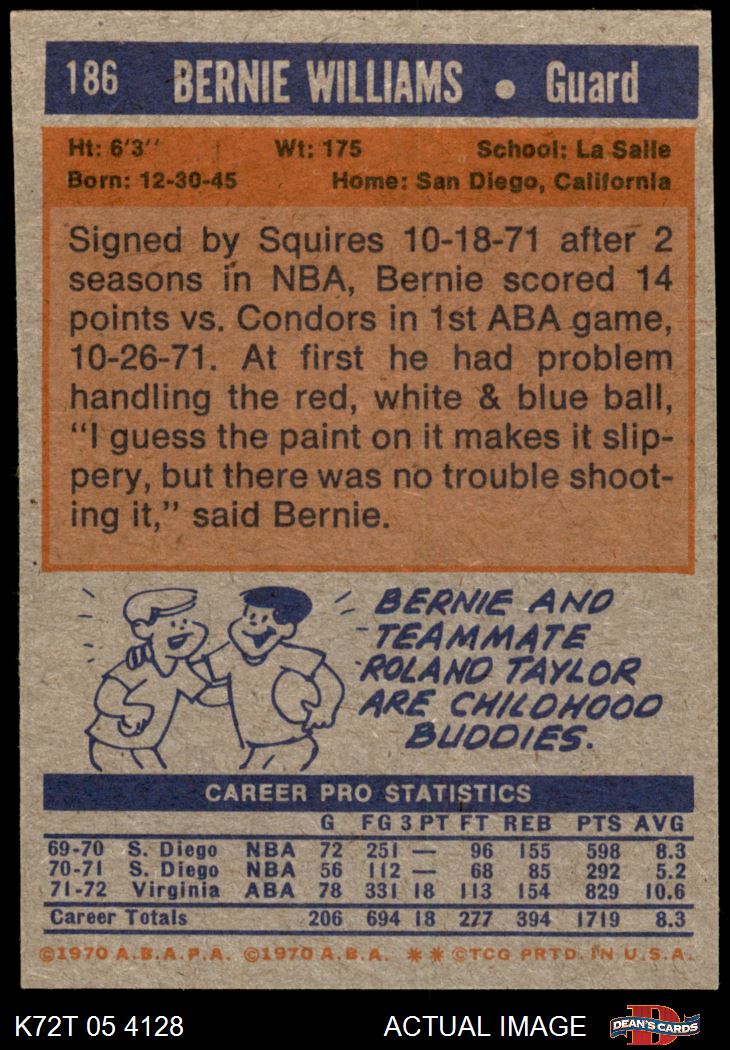 186 BERNIE WILLIAMS • Guard
Ht: 6'3'' Wt: 175 School: La Salle
Born: 12-30-45 Home: San Diego, California
Signed by Squires 10-18-71 after 2
seasons in NBA, Bernie scored 14
points vs. Condors in 1st ABA game,
10-26-71. At first he had problem
handling the red, white & blue ball,
“I guess the paint on it makes it slip-
pery, but there was no trouble shoot-
ing it,” said Bernie.
BERNIE AND
TEAMMATE
ROLAND TAYLOR
ARE CHILDHOOD
BUDDIES.
CAREER PRO STATISTICS
G FG 3 PT FT REB PTS AVG
69-70 S. Diego NBA 72 251 — 96 155 598 8.3
70-71 S. Diego NBA 56 112 — 68 85 292 5.2
71-72 Virginia ABA 78 331 18 113 154 829 10.6
Career Totals 206 694 18 277 394 1719 8.3
©1970 A.B.A.P.A. ©1970 A.B.A. ** ©TCG PRTD. IN U.S.A.
K72T 05 4128 ACTUAL IMAGE DEAN'S CARDS